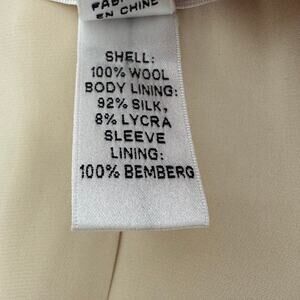 EN CHINE
SHELL:
100% WOOL
BODY LINING:
92% SILK,
8% LYCRA
SLEEVE
LINING:
100% BEMBERG